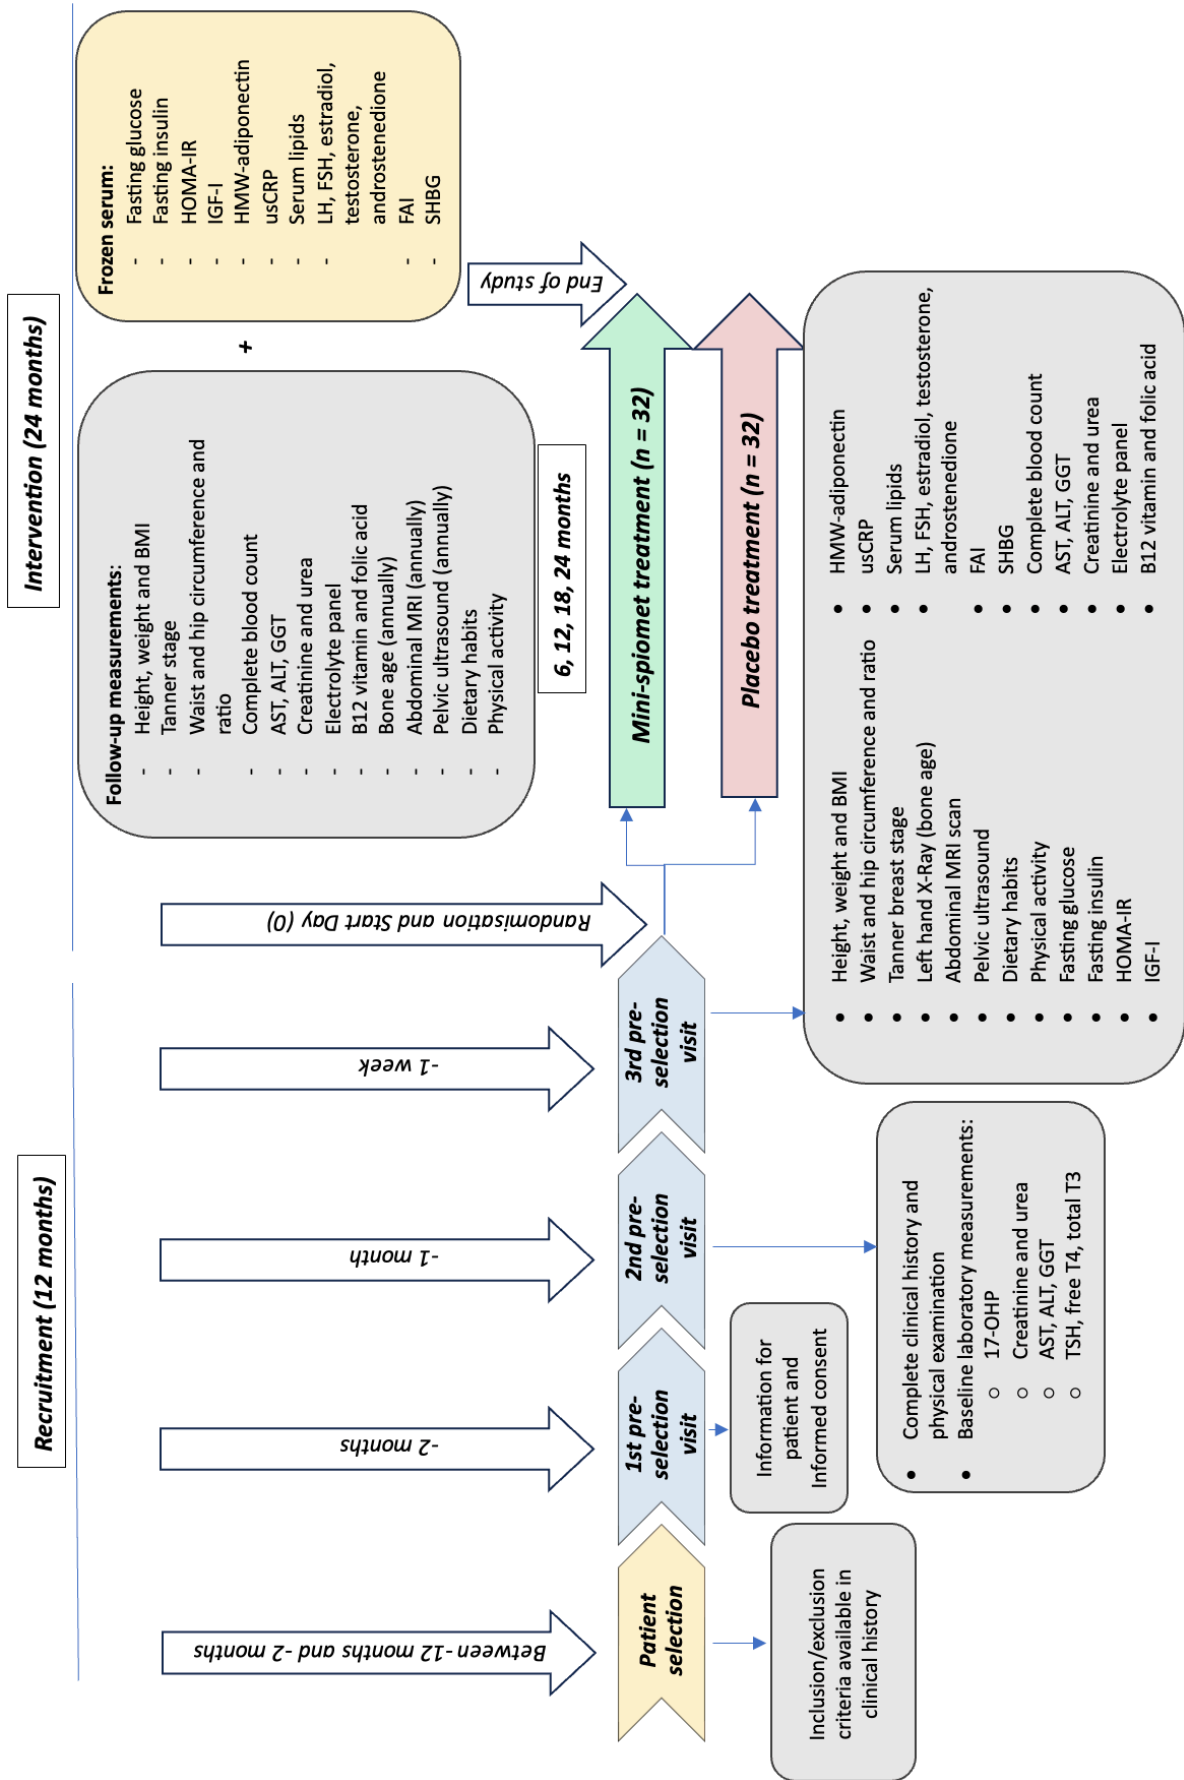 Recruitment (12 months)
Intervention (24 months)
Between -12 months and -2 months
-2 months
-1 month
-1 week
Randomisation and Start Day (0)
Follow-up measurements:
- Height, weight and BMI
- Tanner stage
- Waist and hip circumference and
ratio
- Complete blood count
- AST, ALT, GGT
- Creatinine and urea
- Electrolyte panel
- B12 vitamin and folic acid
- Bone age (annually)
- Abdominal MRI (annually)
- Pelvic ultrasound (annually)
- Dietary habits
- Physical activity
+
Frozen serum:
- Fasting glucose
- Fasting insulin
- HOMA-IR
- IGF-I
- HMW-adiponectin
- usCRP
- Serum lipids
- LH, FSH, estradiol,
testosterone,
androstenedione
- FAI
- SHBG
6, 12, 18, 24 months
End of study
Patient
selection
1st pre-
selection
visit
2nd pre-
selection
visit
3rd pre-
selection
visit
Mini-spiomet treatment (n = 32)
Placebo treatment (n = 32)
Inclusion/exclusion
criteria available in
clinical history
Information for
patient and
Informed consent
• Complete clinical history and
physical examination
• Baseline laboratory measurements:
○ 17-OHP
○ Creatinine and urea
○ AST, ALT, GGT
○ TSH, free T4, total T3
• Height, weight and BMI
• Waist and hip circumference and ratio
• Tanner breast stage
• Left hand X-Ray (bone age)
• Abdominal MRI scan
• Pelvic ultrasound
• Dietary habits
• Physical activity
• Fasting glucose
• Fasting insulin
• HOMA-IR
• IGF-I
• HMW-adiponectin
• usCRP
• Serum lipids
• LH, FSH, estradiol, testosterone,
androstenedione
• FAI
• SHBG
• Complete blood count
• AST, ALT, GGT
• Creatinine and urea
• Electrolyte panel
• B12 vitamin and folic acid